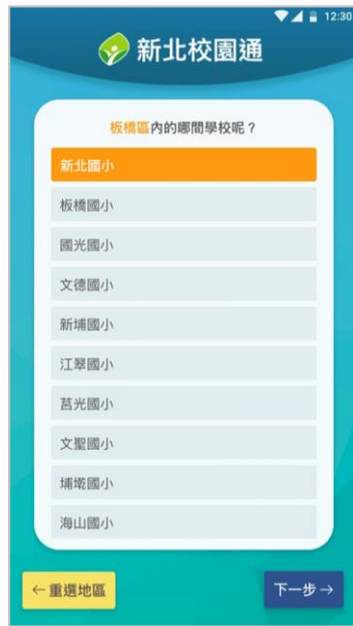 12:30
新北校園通
板橋區內的哪間學校呢？
新北國小
板橋國小
國光國小
文德國小
新埔國小
江翠國小
莒光國小
文聖國小
埔墘國小
海山國小
←重選地區
下一步→